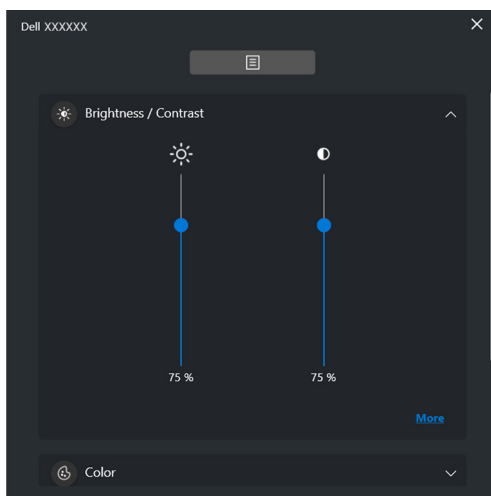 Dell XXXXXX
Brightness / Contrast
75 % 75 %
More
Color